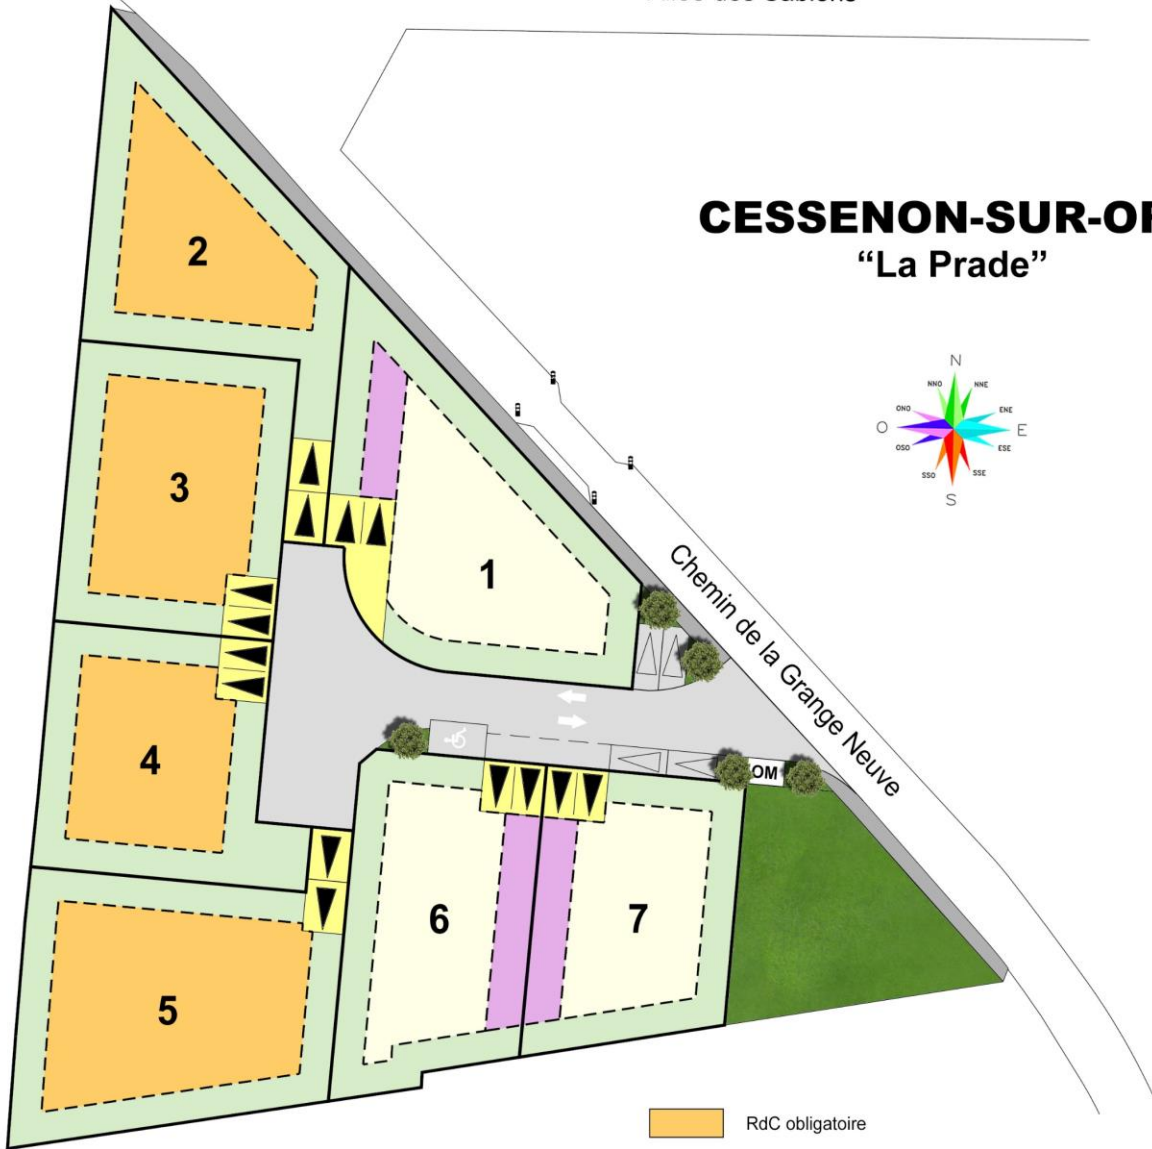 CESSENON-SUR-OR
“La Prade”
N
NNO
NNE
ONO
ENE
O
E
OSO
ESE
SSO
SSE
S
2
3
1
4
Chemin de la Grange Neuve
OM
6
7
5
RdC obligatoire